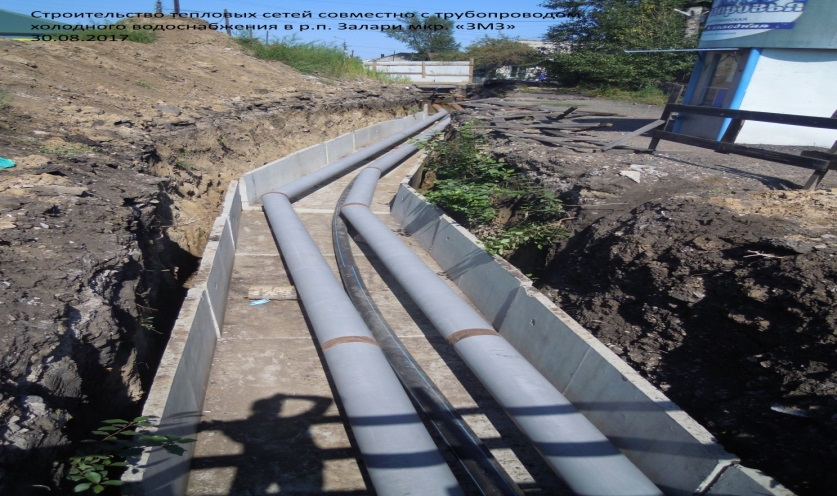 Строительство тепловых сетей совместно с трубопроводом
холодного водоснабжения в р.п. Залари мкр. «ЗМЗ»
30.08.2017